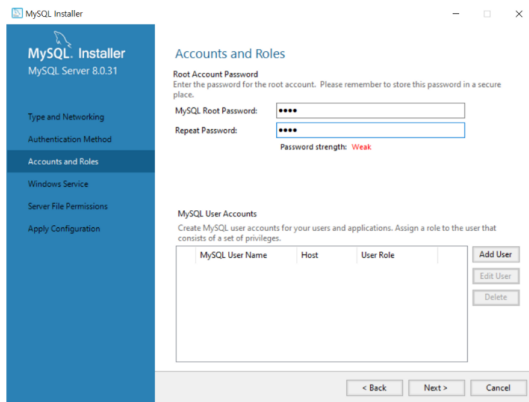 MySQL Installer
MySQL. Installer
MySQL Server 8.0.31
Type and Networking
Authentication Method
Accounts and Roles
Windows Service
Server File Permissions
Apply Configuration
Accounts and Roles
Root Account Password
Enter the password for the root account. Please remember to store this password in a secure
place.
MySQL Root Password: ●●●●
Repeat Password: ●●●●
Password strength: Weak
MySQL User Accounts
Create MySQL user accounts for your users and applications. Assign a role to the user that
consists of a set of privileges.
MySQL User Name Host User Role
Add User
Edit User
Delete
< Back Next > Cancel